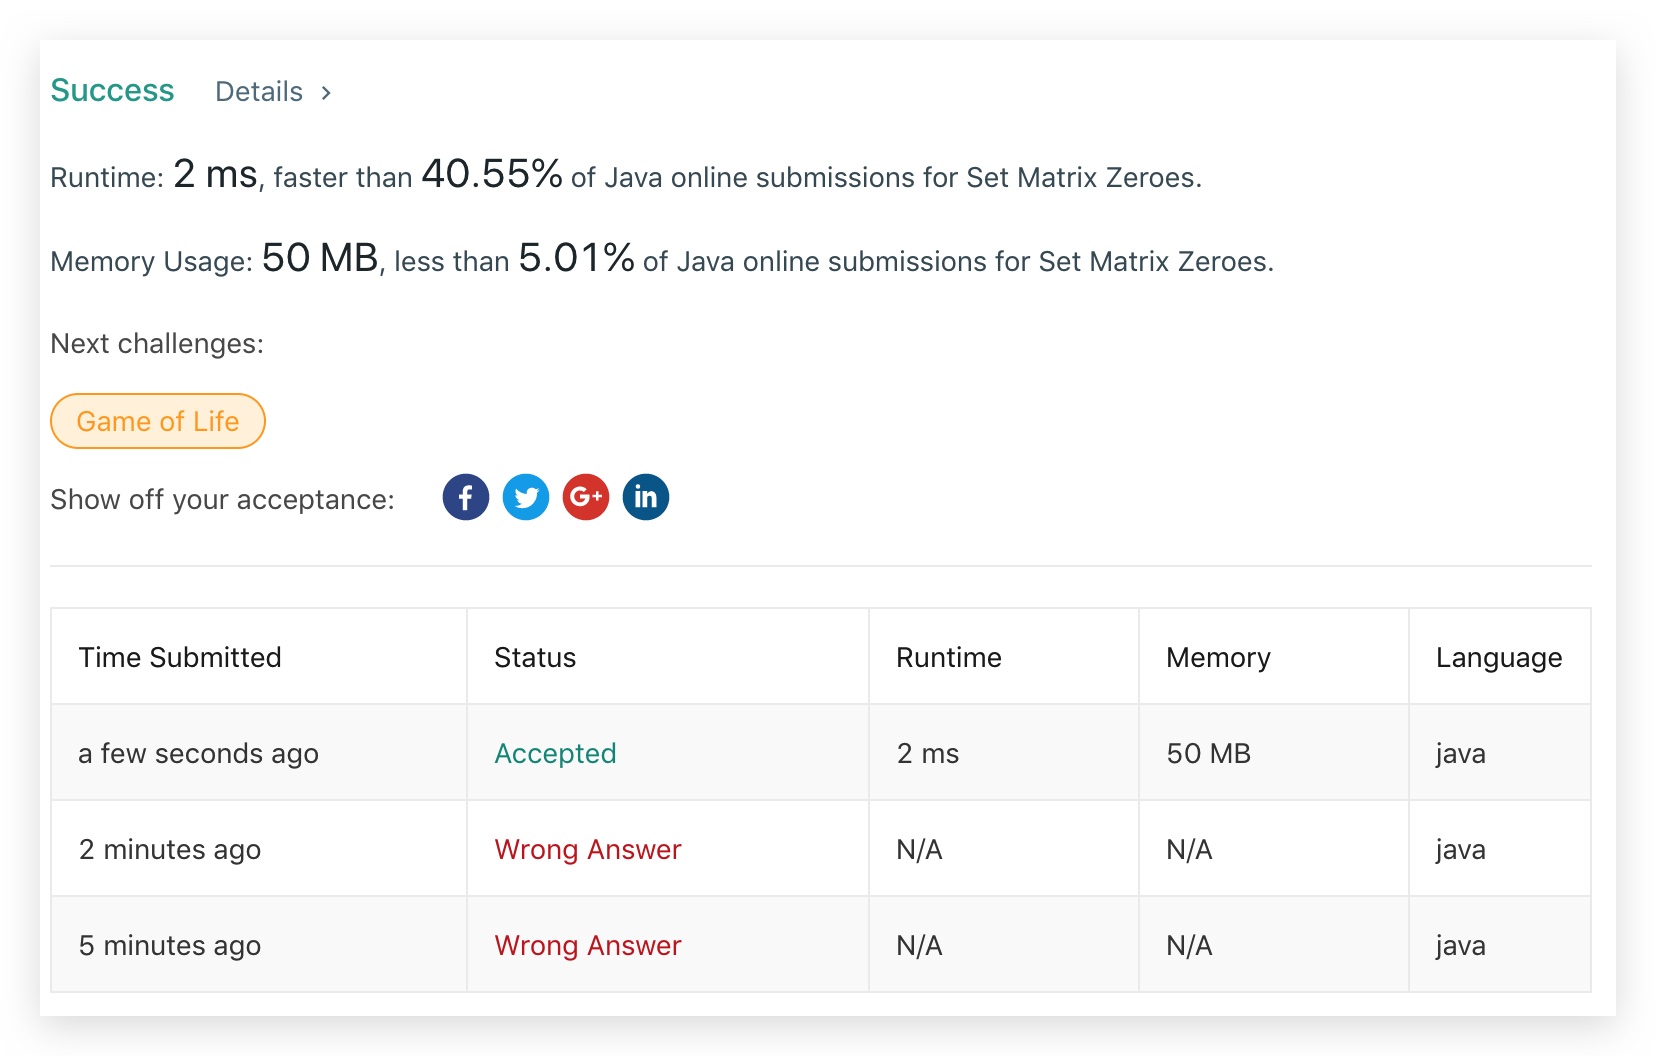 Success Details >
Runtime: 2 ms, faster than 40.55% of Java online submissions for Set Matrix Zeroes.
Memory Usage: 50 MB, less than 5.01% of Java online submissions for Set Matrix Zeroes.
Next challenges:
Game of Life
Show off your acceptance: f G+ in
Time Submitted Status Runtime Memory Language
a few seconds ago Accepted 2 ms 50 MB java
2 minutes ago Wrong Answer N/A N/A java
5 minutes ago Wrong Answer N/A N/A java